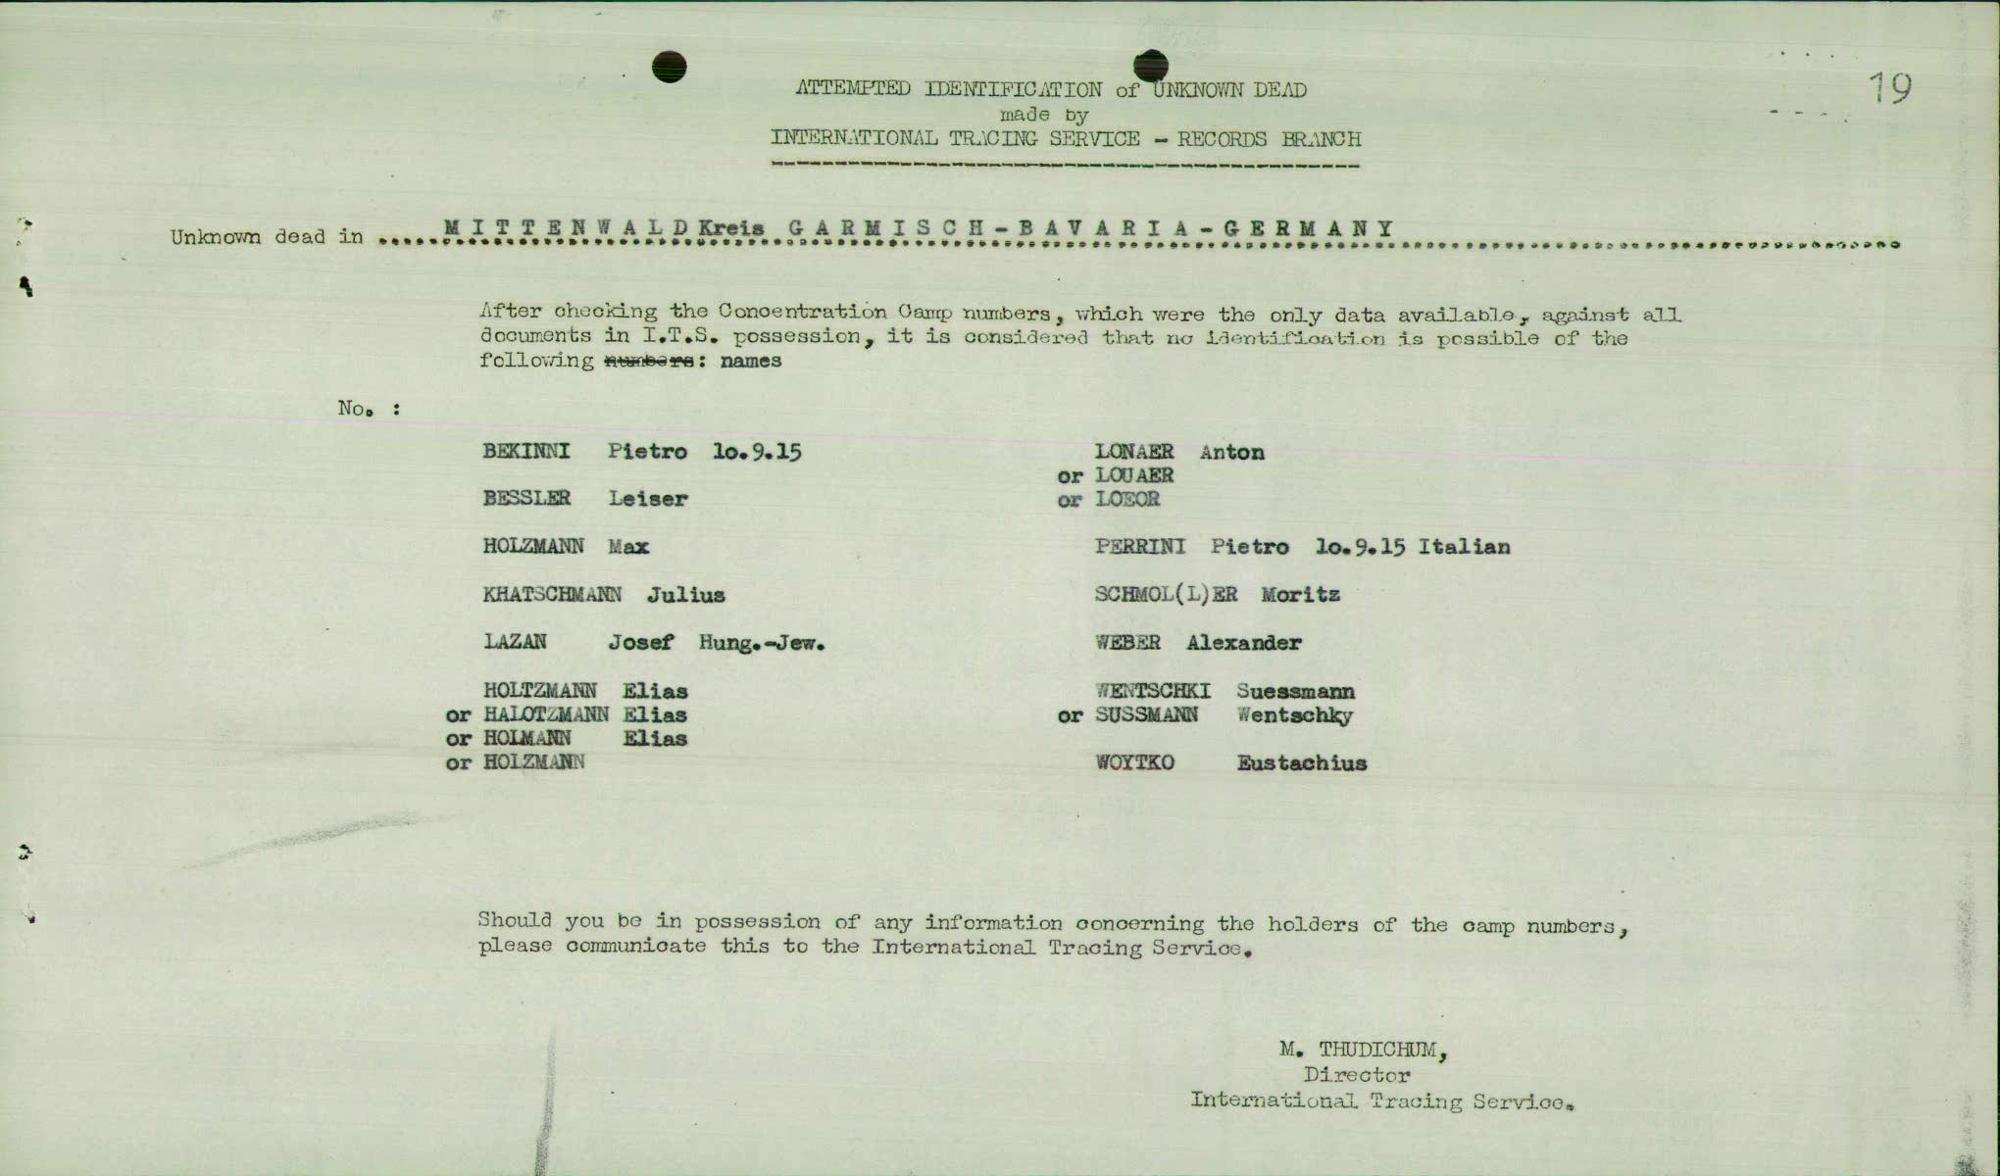 19
ATTEMPTED IDENTIFICATION of UNKNOWN DEAD
made by
INTERNATIONAL TRACING SERVICE - RECORDS BRANCH
Unknown dead in ..... M I T T E N W A L D Kreis G A R M I S C H - B A V A R I A - G E R M A N Y
After checking the Concentration Camp numbers, which were the only data available, against all
documents in I.T.S. possession, it is considered that no identification is possible of the
following numbers: names
No. :
BEKINNI Pietro lo.9.15
BESSLER Leiser
HOLZMANN Max
KHATSCHMANN Julius
LAZAN Josef Hung.-Jew.
HOLTZMANN Elias
or HALOTZMANN Elias
or HOLMANN Elias
or HOLZMANN
LONAER Anton
or LOUAER
or LOEOR
PERRINI Pietro lo.9.15 Italian
SCHMOL(L)ER Moritz
WEBER Alexander
WENTSCHKI Suessmann
or SUSSMANN Wentschky
WOYTKO Eustachius
Should you be in possession of any information concerning the holders of the camp numbers,
please communicate this to the International Tracing Service.
M. THUDICHUM,
Director
International Tracing Service.